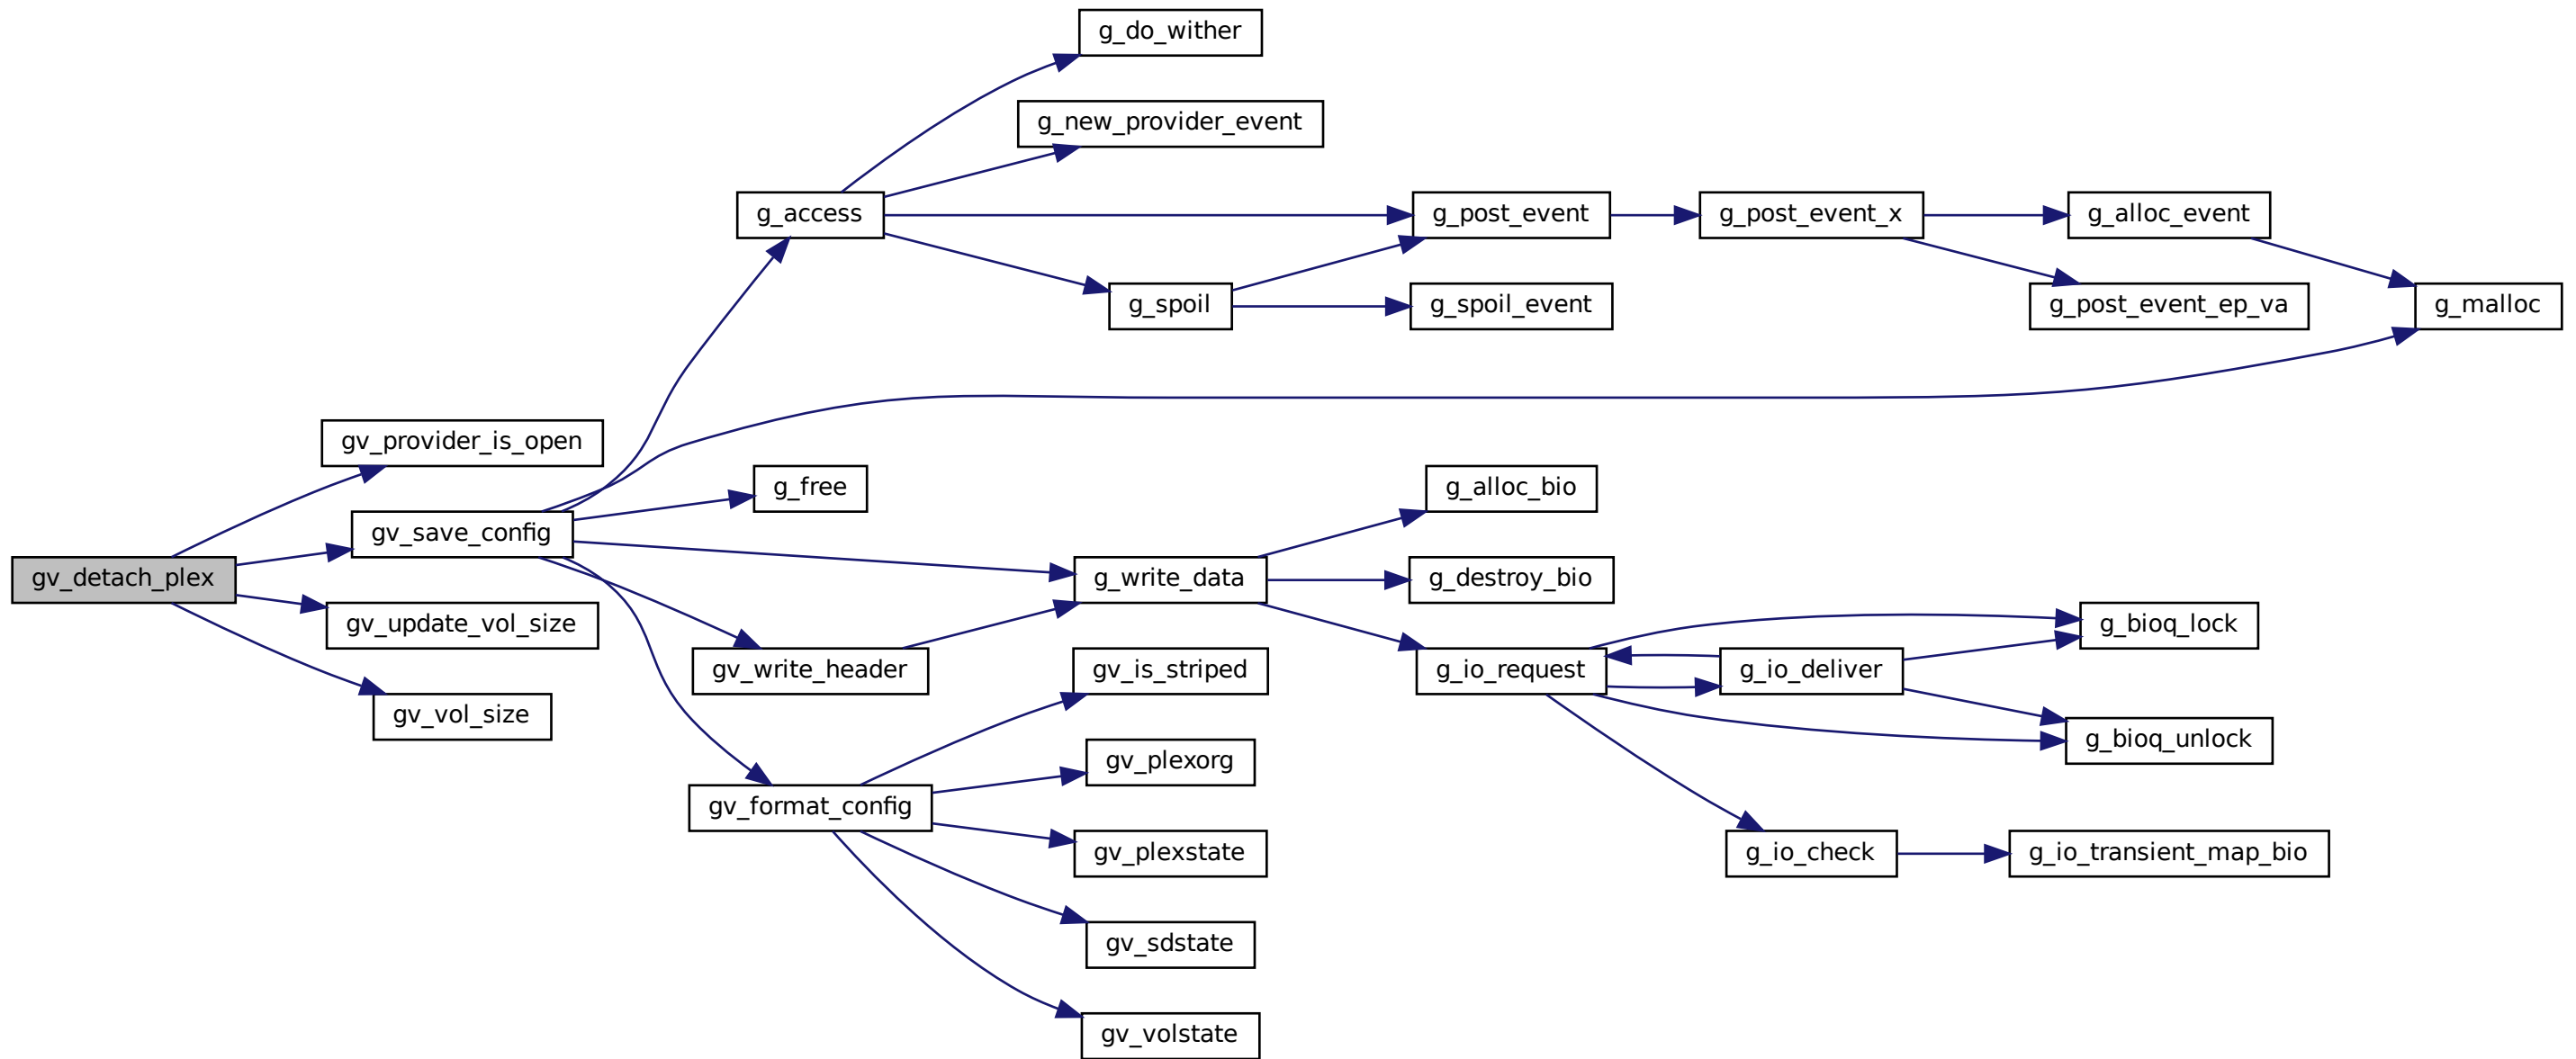 g_do_wither
g_new_provider_event
g_access
g_post_event
g_post_event_x
g_alloc_event
g_spoil
g_spoil_event
g_post_event_ep_va
g_malloc
gv_provider_is_open
g_free
g_alloc_bio
gv_save_config
gv_detach_plex
g_write_data
g_destroy_bio
gv_update_vol_size
g_bioq_lock
gv_write_header
gv_is_striped
g_io_request
g_io_deliver
gv_vol_size
g_bioq_unlock
gv_plexorg
gv_format_config
gv_plexstate
g_io_check
g_io_transient_map_bio
gv_sdstate
gv_volstate